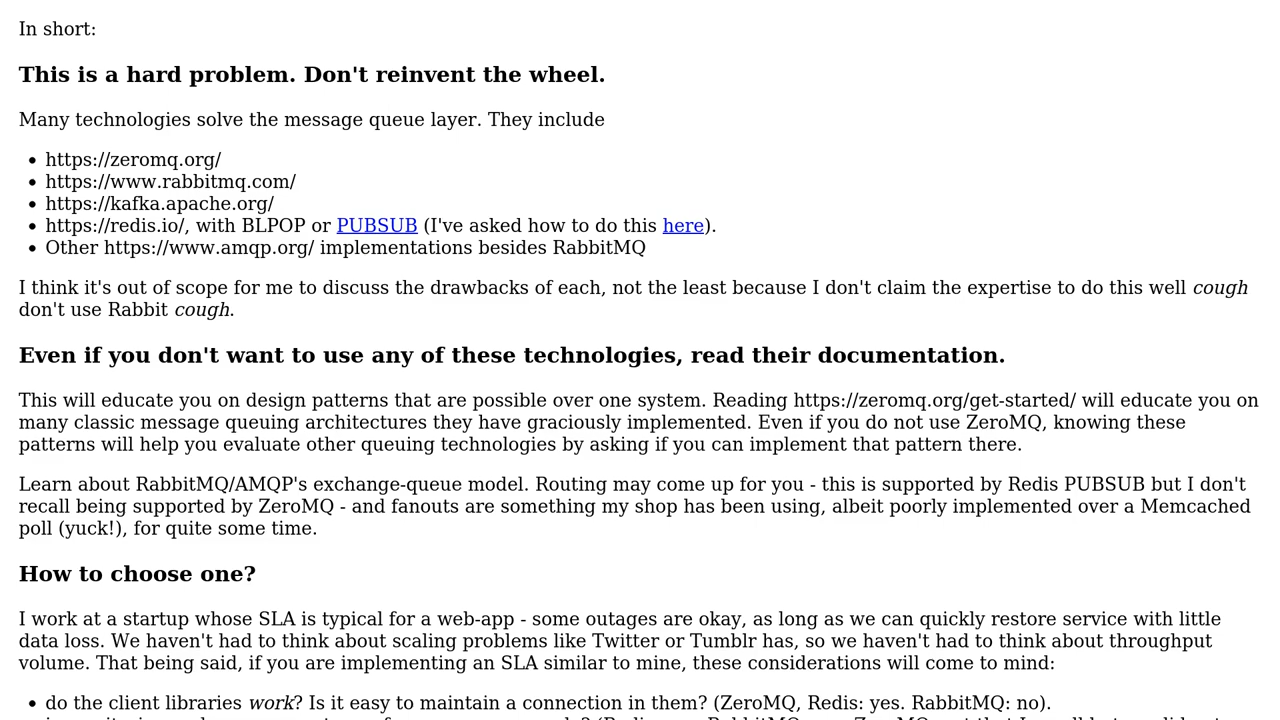 In short:
This is a hard problem. Don't reinvent the wheel.
Many technologies solve the message queue layer. They include
• https://zeromq.org/
• https://www.rabbitmq.com/
• https://kafka.apache.org/
• https://redis.io/, with BLPOP or PUBSUB (I've asked how to do this here).
• Other https://www.amqp.org/ implementations besides RabbitMQ
I think it's out of scope for me to discuss the drawbacks of each, not the least because I don't claim the expertise to do this well cough
don't use Rabbit cough.
Even if you don't want to use any of these technologies, read their documentation.
This will educate you on design patterns that are possible over one system. Reading https://zeromq.org/get-started/ will educate you on
many classic message queuing architectures they have graciously implemented. Even if you do not use ZeroMQ, knowing these
patterns will help you evaluate other queuing technologies by asking if you can implement that pattern there.
Learn about RabbitMQ/AMQP's exchange-queue model. Routing may come up for you - this is supported by Redis PUBSUB but I don't
recall being supported by ZeroMQ - and fanouts are something my shop has been using, albeit poorly implemented over a Memcached
poll (yuck!), for quite some time.
How to choose one?
I work at a startup whose SLA is typical for a web-app - some outages are okay, as long as we can quickly restore service with little
data loss. We haven't had to think about scaling problems like Twitter or Tumblr has, so we haven't had to think about throughput
volume. That being said, if you are implementing an SLA similar to mine, these considerations will come to mind:
• do the client libraries work? Is it easy to maintain a connection in them? (ZeroMQ, Redis: yes. RabbitMQ: no).